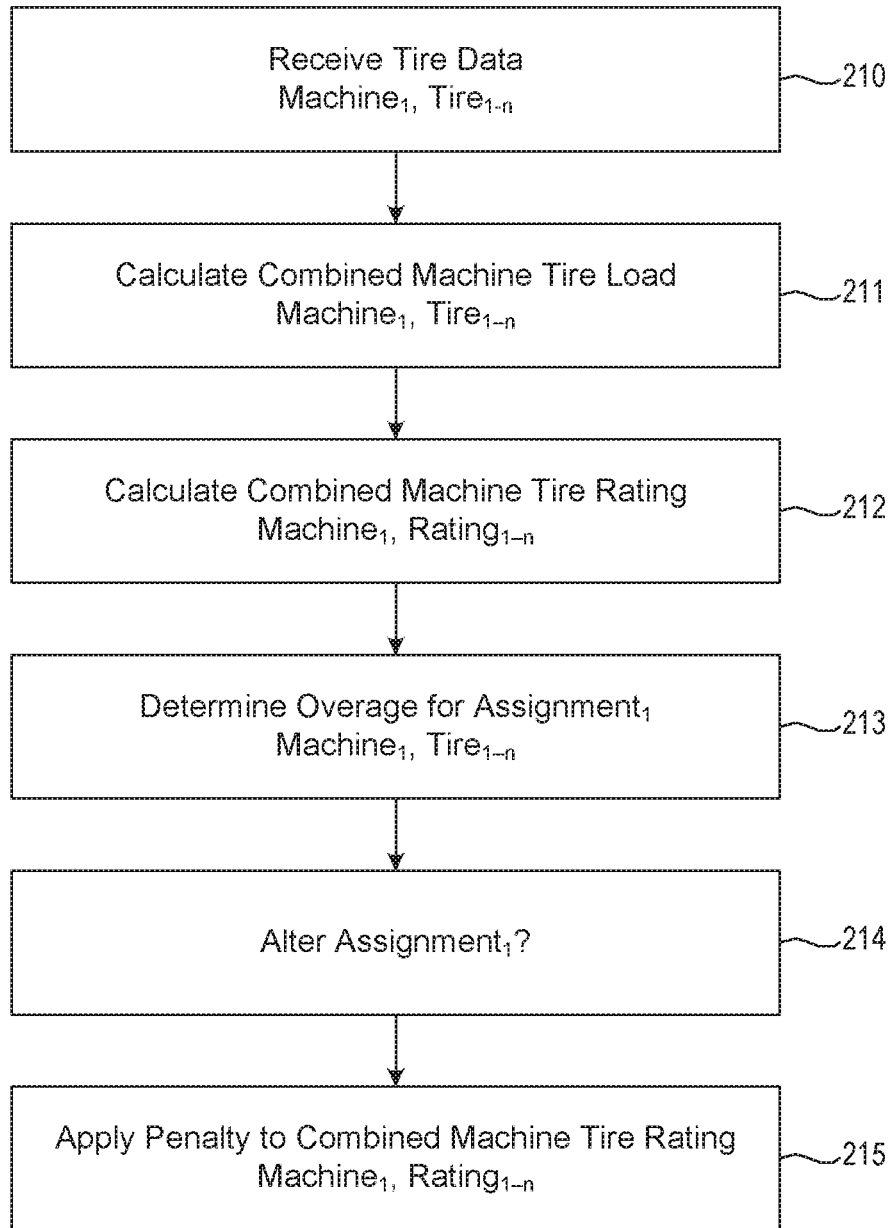 Receive Tire Data
Machine₁, Tire₁₋ₙ
210
Calculate Combined Machine Tire Load
Machine₁, Tire₁₋ₙ
211
Calculate Combined Machine Tire Rating
Machine₁, Rating₁₋ₙ
212
Determine Overage for Assignment₁
Machine₁, Tire₁₋ₙ
213
Alter Assignment₁?
214
Apply Penalty to Combined Machine Tire Rating
Machine₁, Rating₁₋ₙ
215